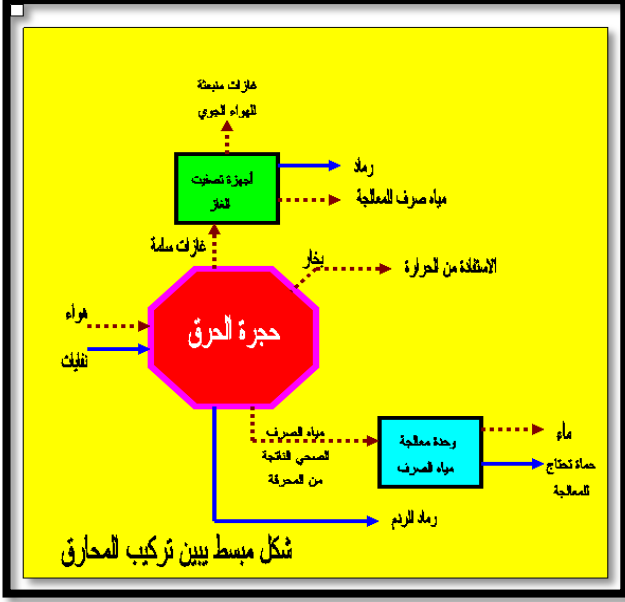 غازات منبعثة
للهواء الجوي
أجهزة تصفيت
الغاز
رماد
مياه صرف للمعالجة
غازات سامة
بخار
الاستفادة من الحرارة
هواء
نفايات
حجرة الحرق
مياه الصرف
الصحي الناتجة
من المحرقة
وحدة معالجة
مياه الصرف
ماء
حماة تحتاج
للمعالجة
رماد للردم
شكل مبسط يبين تركيب المحارق